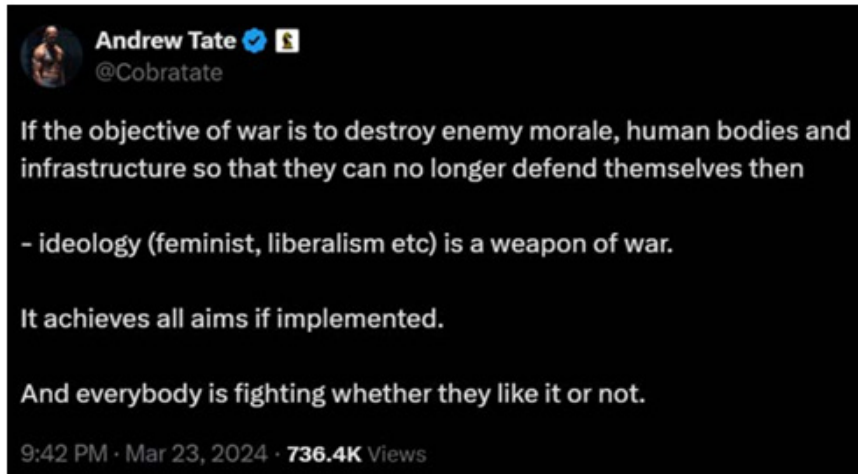 Andrew Tate
@Cobratate
If the objective of war is to destroy enemy morale, human bodies and
infrastructure so that they can no longer defend themselves then
- ideology (feminist, liberalism etc) is a weapon of war.
It achieves all aims if implemented.
And everybody is fighting whether they like it or not.
9:42 PM · Mar 23, 2024 · 736.4K Views